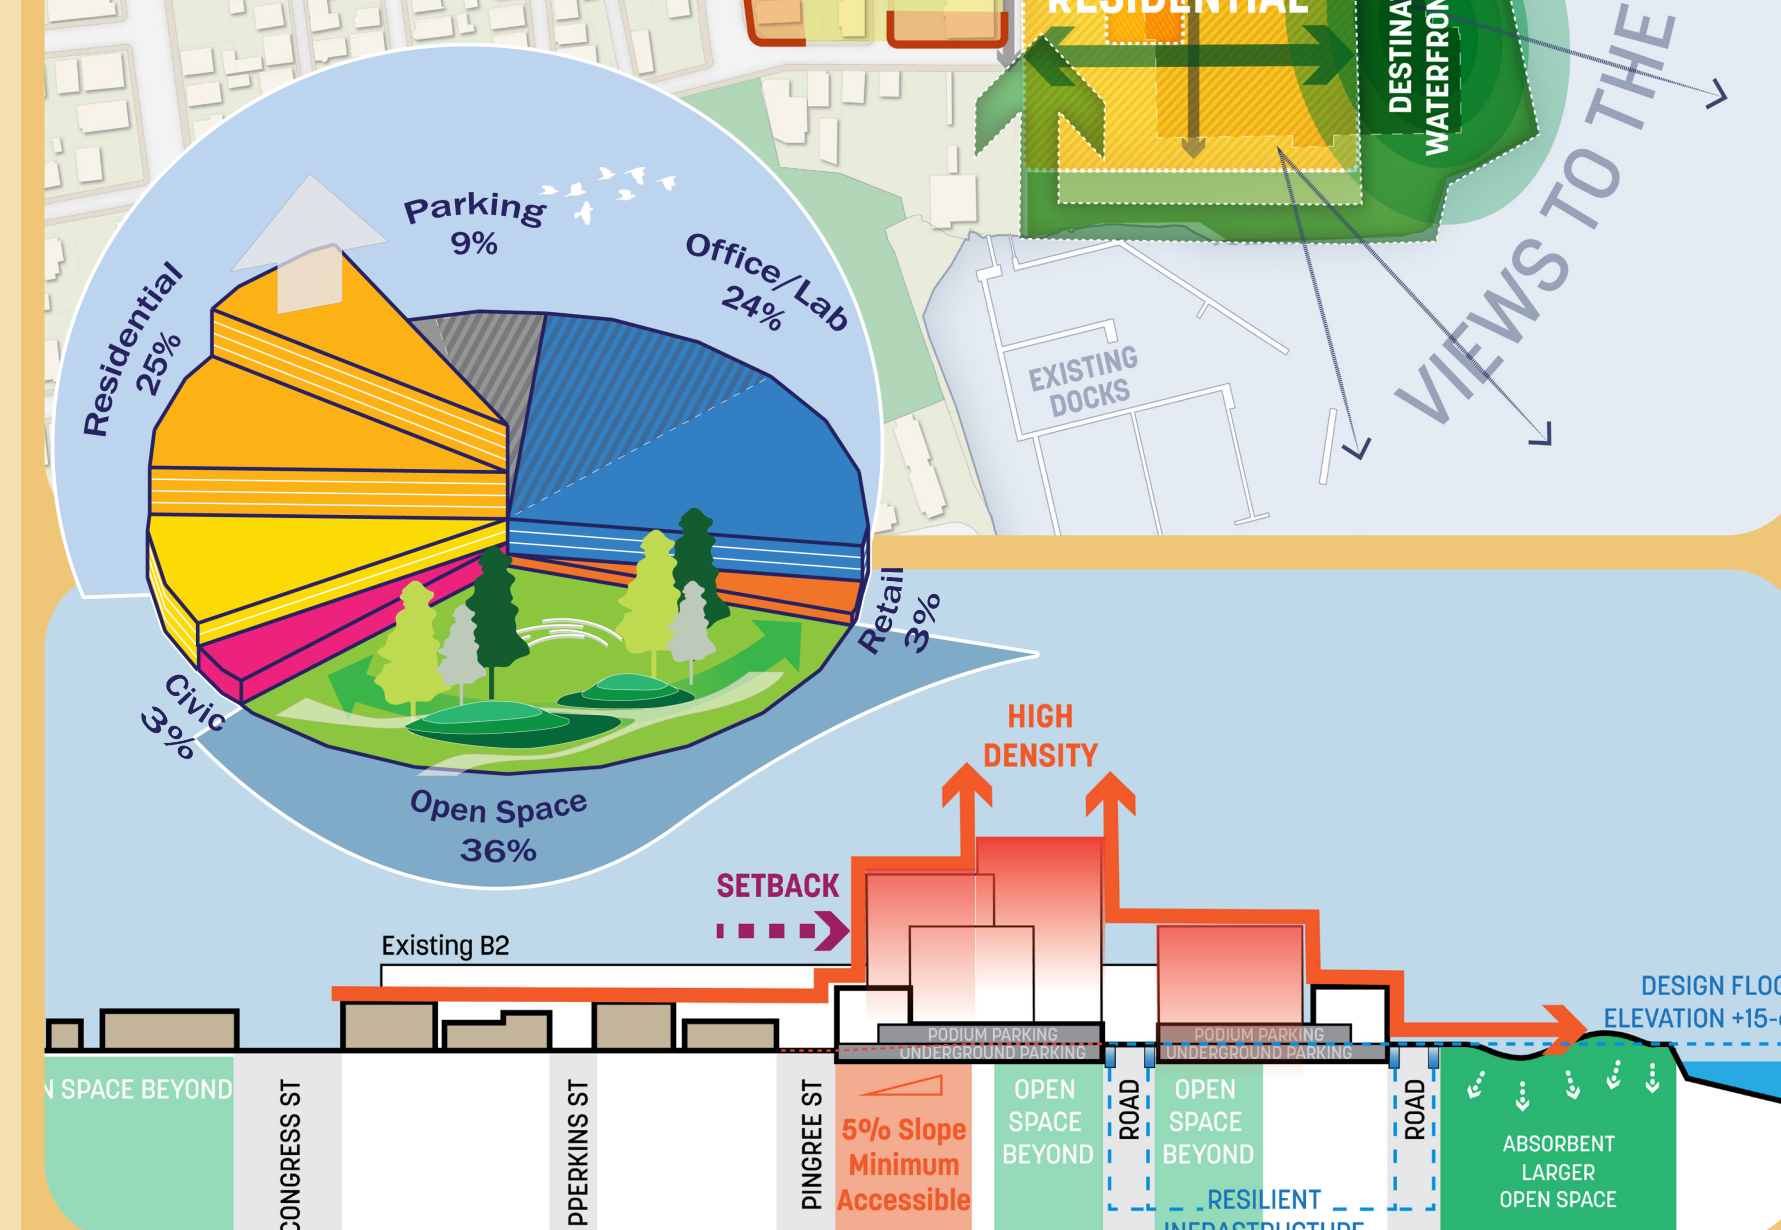 RESIDENTIAL
WATERFRON
VIEWS TO THE
Parking
9%
Office/Lab
24%
Residential
25%
EXISTING
DOCKS
Retail
3%
Civic
3%
Open Space
36%
HIGH
DENSITY
SETBACK
Existing B2
DESIGN FLOO
ELEVATION +15-
PODIUM PARKING
PODIUM PARKING
UNDERGROUND PARKING
UNDERGROUND PARKING
N SPACE BEYOND
CONGRESS ST
PPERKINS ST
PINGREE ST
5% Slope
Minimum
Accessible
OPEN
SPACE
BEYOND
ROAD
OPEN
SPACE
BEYOND
ROAD
ABSORBENT
LARGER
OPEN SPACE
RESILIENT
INFRASTRUCTURE